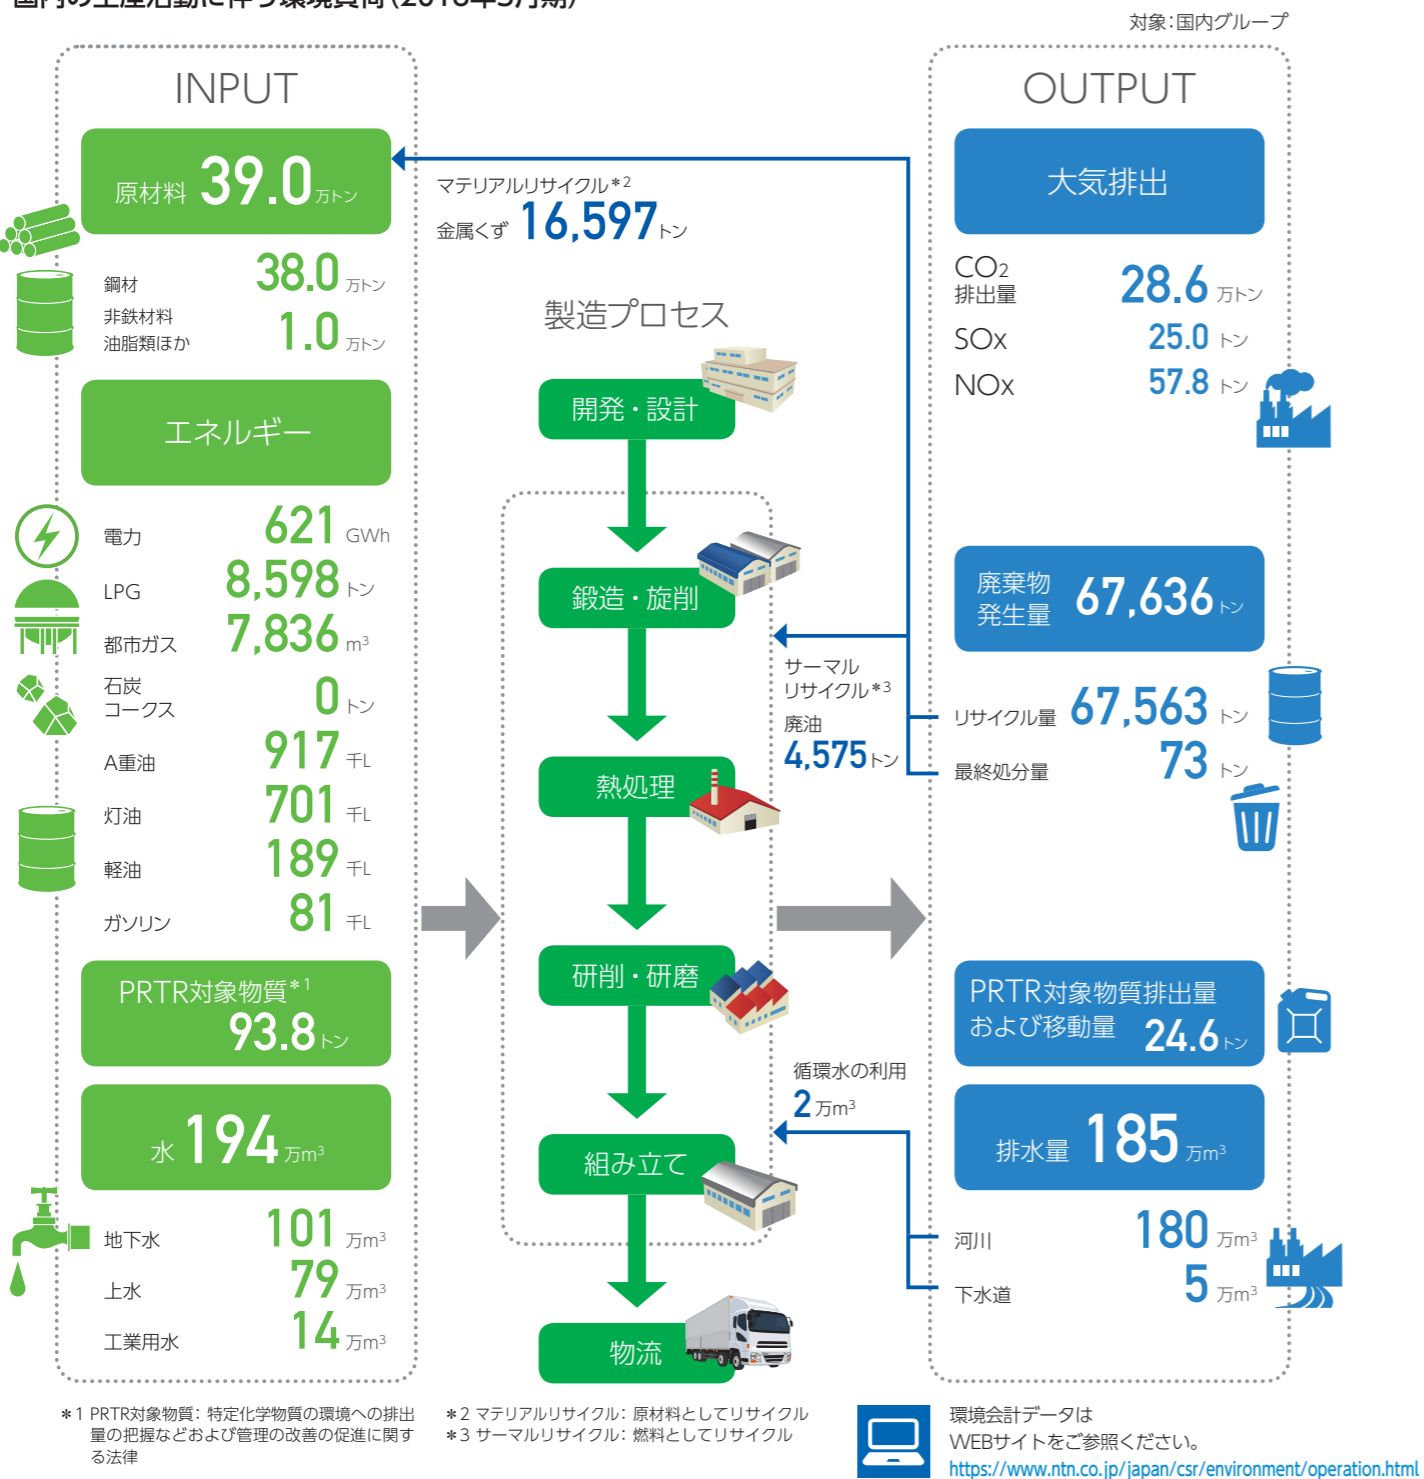 対象：国内グループ
INPUT
原材料 39.0 万トン
鋼材 38.0 万トン
非鉄材料
油脂類ほか 1.0 万トン
エネルギー
電力 621 GWh
LPG 8,598 トン
都市ガス 7,836 m³
石炭
コークス 0 トン
A重油 917 千L
灯油 701 千L
軽油 189 千L
ガソリン 81 千L
PRTR対象物質＊1
93.8 トン
水 194 万m³
地下水 101 万m³
上水 79 万m³
工業用水 14 万m³
マテリアルリサイクル＊2
金属くず 16,597 トン
製造プロセス
開発・設計
鍛造・旋削
熱処理
研削・研磨
組み立て
物流
サーマル
リサイクル＊3
廃油
4,575 トン
循環水の利用
2 万m³
OUTPUT
大気排出
CO2
排出量 28.6 万トン
SOx 25.0 トン
NOx 57.8 トン
廃棄物
発生量 67,636 トン
リサイクル量 67,563 トン
最終処分量 73 トン
PRTR対象物質排出量
および移動量 24.6 トン
排水量 185 万m³
河川 180 万m³
下水道 5 万m³
＊1 PRTR対象物質：特定化学物質の環境への排出
量の把握などおよび管理の改善の促進に関す
る法律
＊2 マテリアルリサイクル：原材料としてリサイクル
＊3 サーマルリサイクル：燃料としてリサイクル
環境会計データは
WEBサイトをご参照ください。
https://www.ntn.co.jp/japan/csr/environment/operation.html